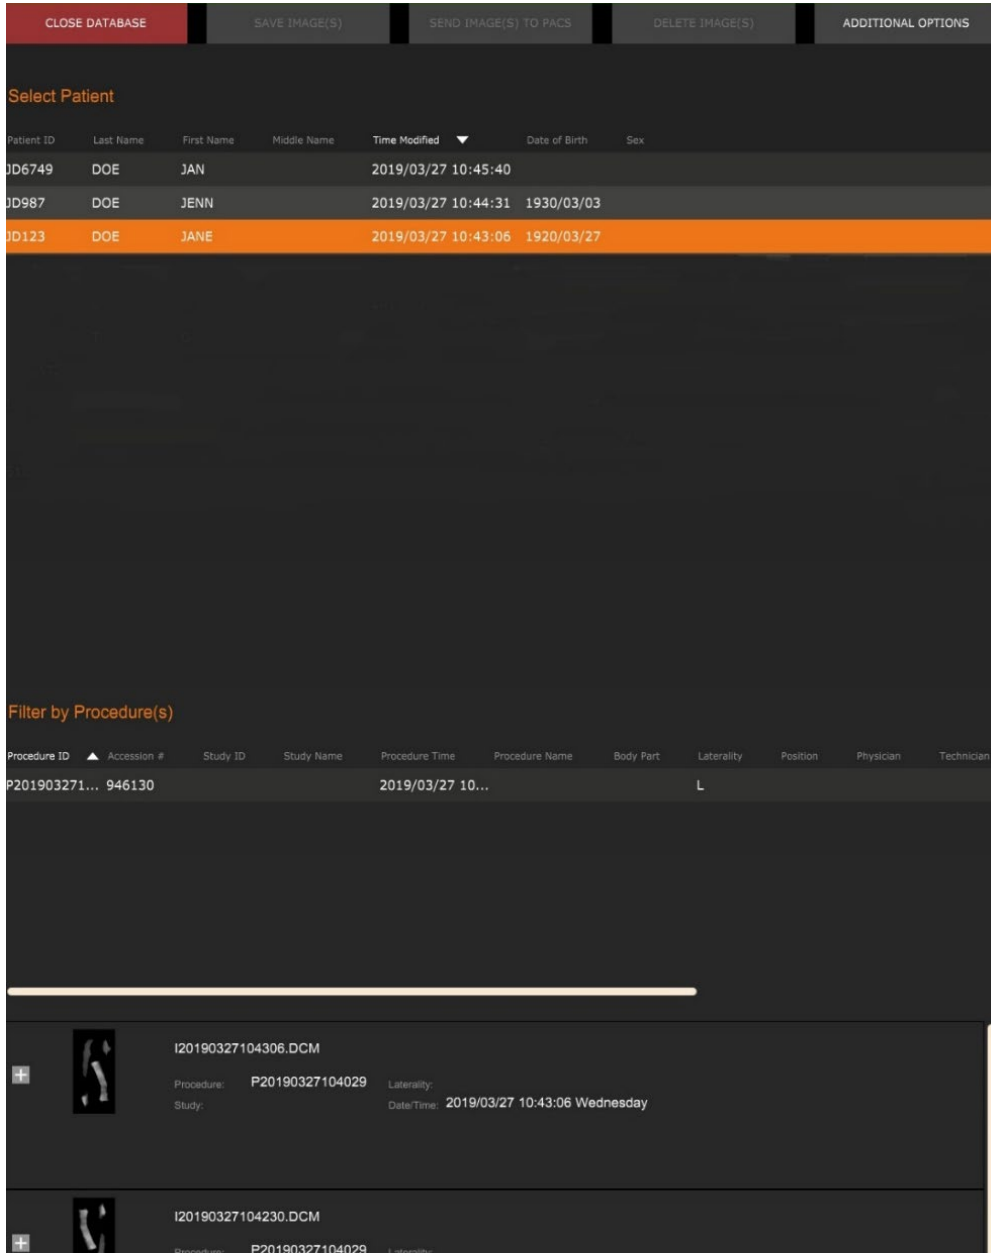 CLOSE DATABASE SAVE IMAGE(S) SEND IMAGE(S) TO PACS DELETE IMAGE(S) ADDITIONAL OPTIONS
Select Patient
Patient ID Last Name First Name Middle Name Time Modified Date of Birth Sex
JD6749 DOE JAN 2019/03/27 10:45:40
JD987 DOE JENN 2019/03/27 10:44:31 1930/03/03
JD123 DOE JANE 2019/03/27 10:43:06 1920/03/27
Filter by Procedure(s)
Procedure ID Accession # Study ID Study Name Procedure Time Procedure Name Body Part Laterality Position Physician Technician
P201903271... 946130 2019/03/27 10... L
I20190327104306.DCM
Procedure: P20190327104029 Laterality:
Study: Date/Time: 2019/03/27 10:43:06 Wednesday
I20190327104230.DCM
Procedure: P20190327104029 Laterality: